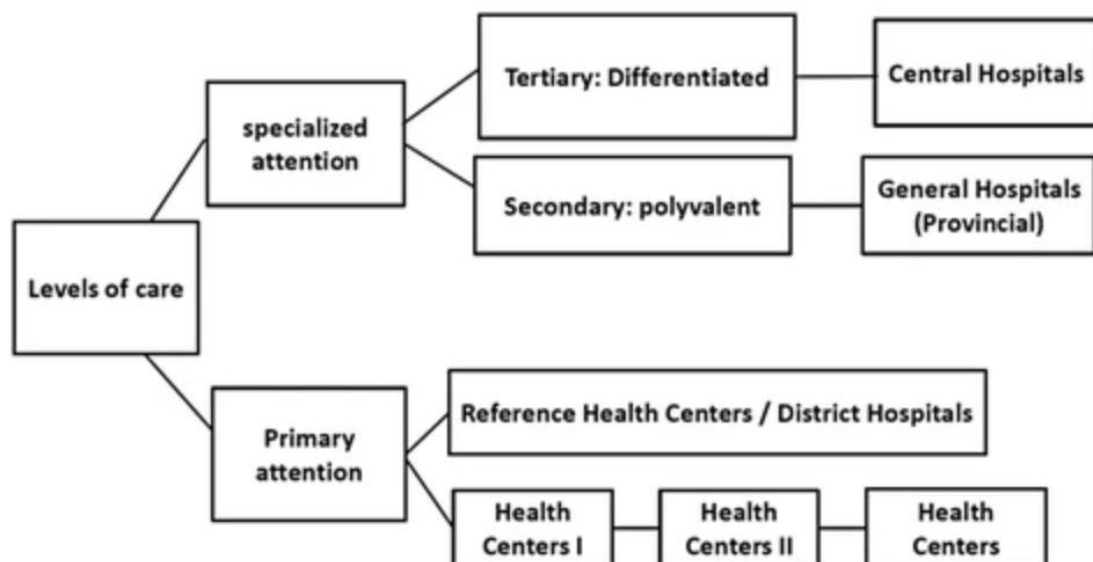 Tertiary: Differentiated
Central Hospitals
specialized
attention
Secondary: polyvalent
General Hospitals
(Provincial)
Levels of care
Reference Health Centers / District Hospitals
Primary
attention
Health
Centers I
Health
Centers II
Health
Centers